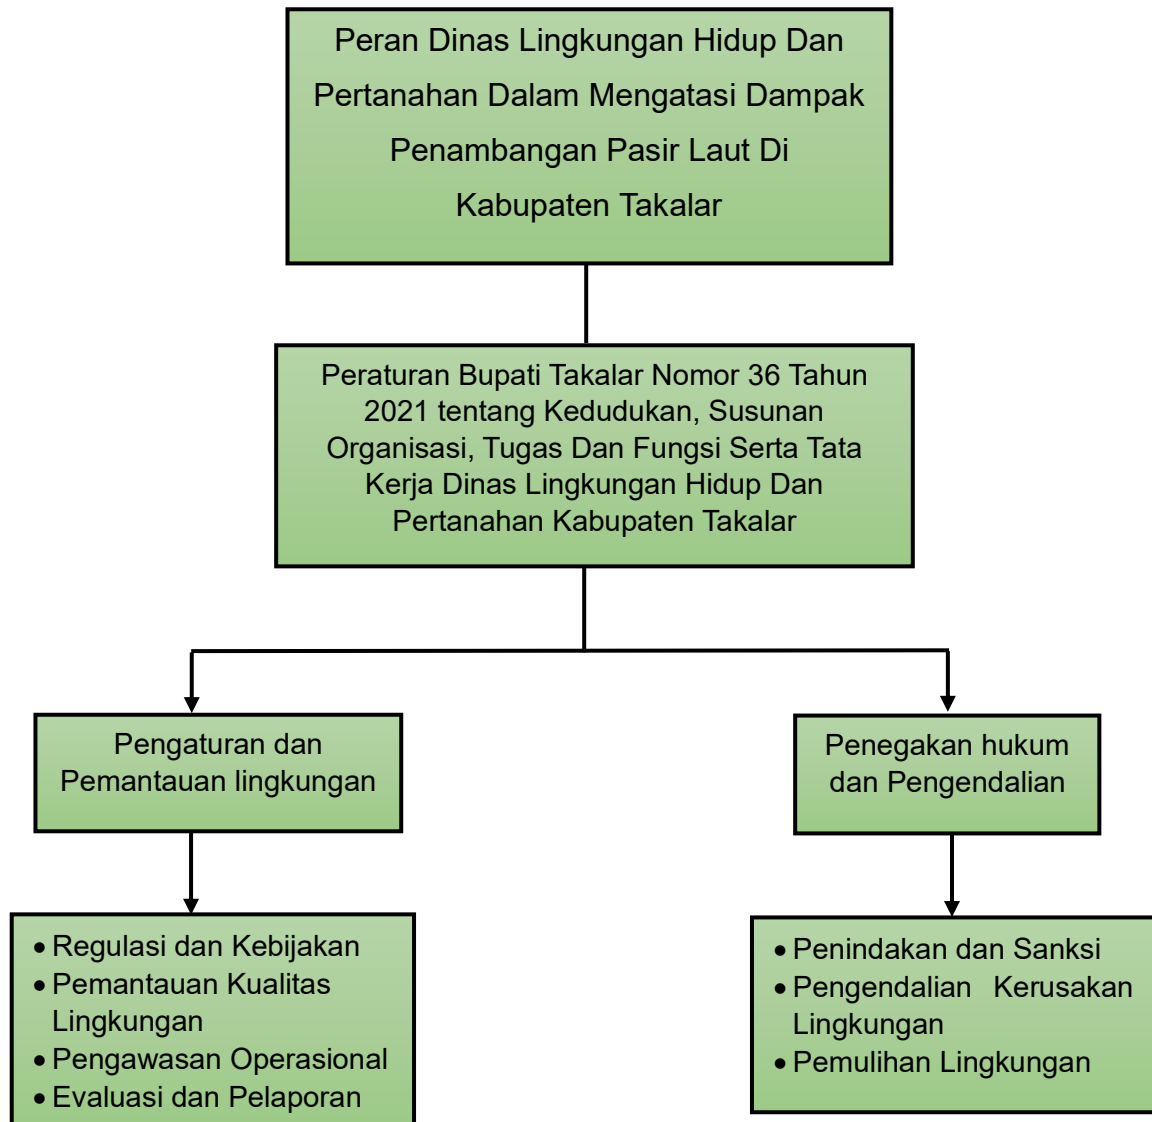 Peran Dinas Lingkungan Hidup Dan
Pertanahan Dalam Mengatasi Dampak
Penambangan Pasir Laut Di
Kabupaten Takalar
Peraturan Bupati Takalar Nomor 36 Tahun
2021 tentang Kedudukan, Susunan
Organisasi, Tugas Dan Fungsi Serta Tata
Kerja Dinas Lingkungan Hidup Dan
Pertanahan Kabupaten Takalar
Pengaturan dan
Pemantauan lingkungan
Penegakan hukum
dan Pengendalian
• Regulasi dan Kebijakan
• Pemantauan Kualitas
Lingkungan
• Pengawasan Operasional
• Evaluasi dan Pelaporan
• Penindakan dan Sanksi
• Pengendalian Kerusakan
Lingkungan
• Pemulihan Lingkungan